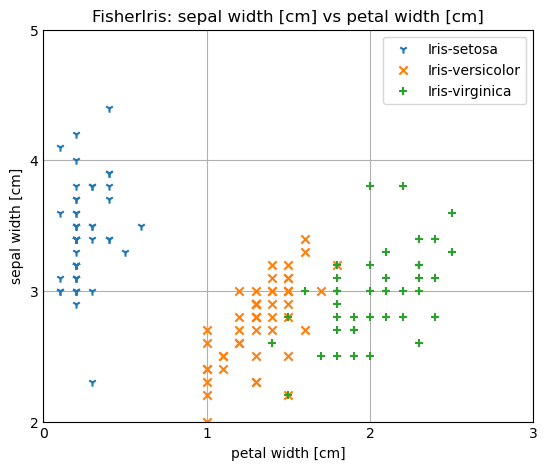 FisherIris: sepal width [cm] vs petal width [cm]
Iris-setosa
Iris-versicolor
Iris-virginica
sepal width [cm]
5
4
3
2
0
1
2
3
petal width [cm]